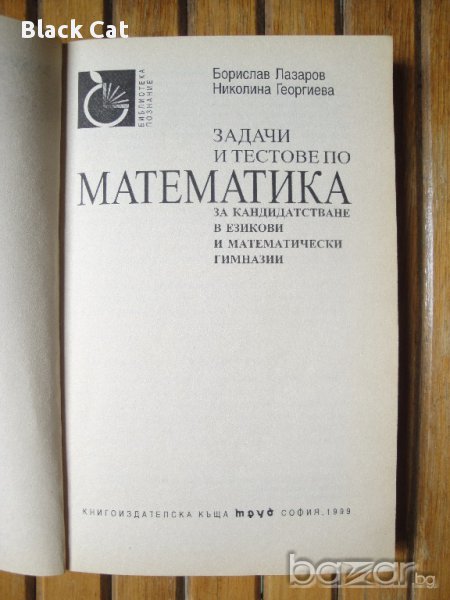 Black Cat
БИБЛИОТЕКА
ПОЗНАНИЕ
Борислав Лазаров
Николина Георгиева
ЗАДАЧИ
И ТЕСТОВЕ ПО
МАТЕМАТИКА
ЗА КАНДИДАТСТВАНЕ
В ЕЗИКОВИ
И МАТЕМАТИЧЕСКИ
ГИМНАЗИИ
КНИГОИЗДАТЕЛСКА КЪЩА труд СОФИЯ, 1999
bazar.bg